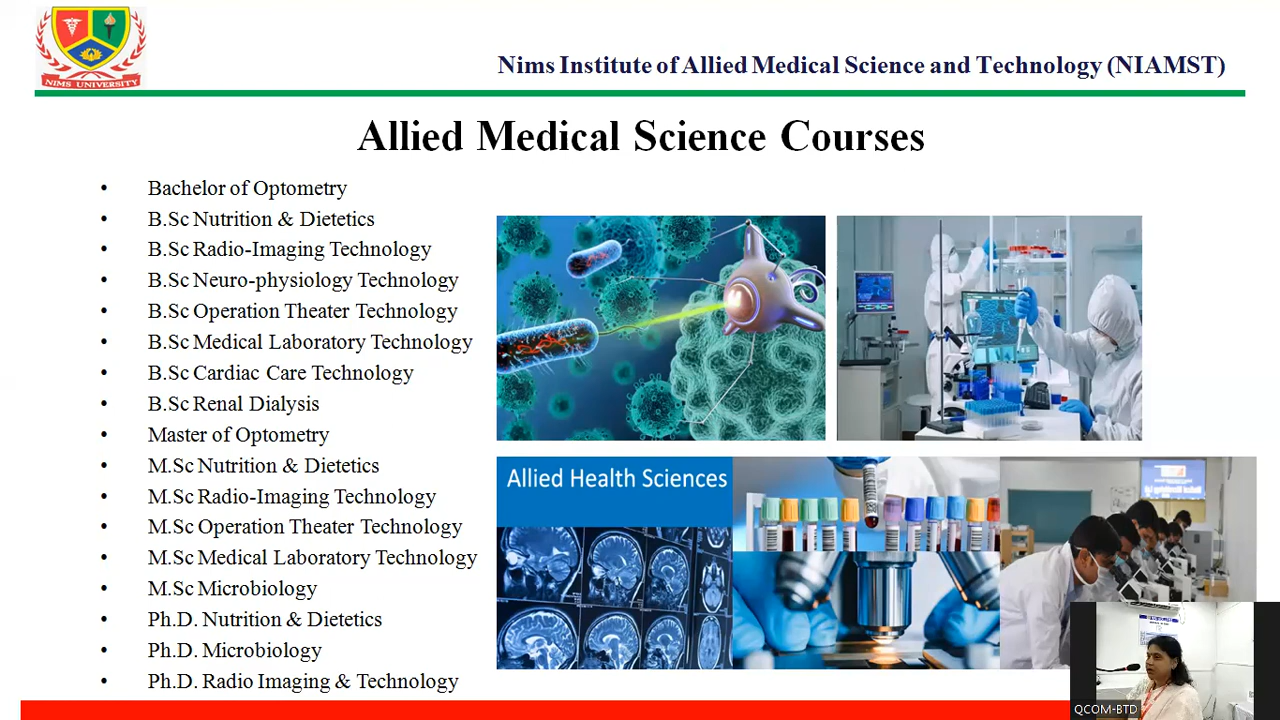 NIMS UNIVERSITY
Nims Institute of Allied Medical Science and Technology (NIAMST)
Allied Medical Science Courses
• Bachelor of Optometry
• B.Sc Nutrition & Dietetics
• B.Sc Radio-Imaging Technology
• B.Sc Neuro-physiology Technology
• B.Sc Operation Theater Technology
• B.Sc Medical Laboratory Technology
• B.Sc Cardiac Care Technology
• B.Sc Renal Dialysis
• Master of Optometry
• M.Sc Nutrition & Dietetics
• M.Sc Radio-Imaging Technology
• M.Sc Operation Theater Technology
• M.Sc Medical Laboratory Technology
• M.Sc Microbiology
• Ph.D. Nutrition & Dietetics
• Ph.D. Microbiology
• Ph.D. Radio Imaging & Technology
Allied Health Sciences
QCOM-BTD